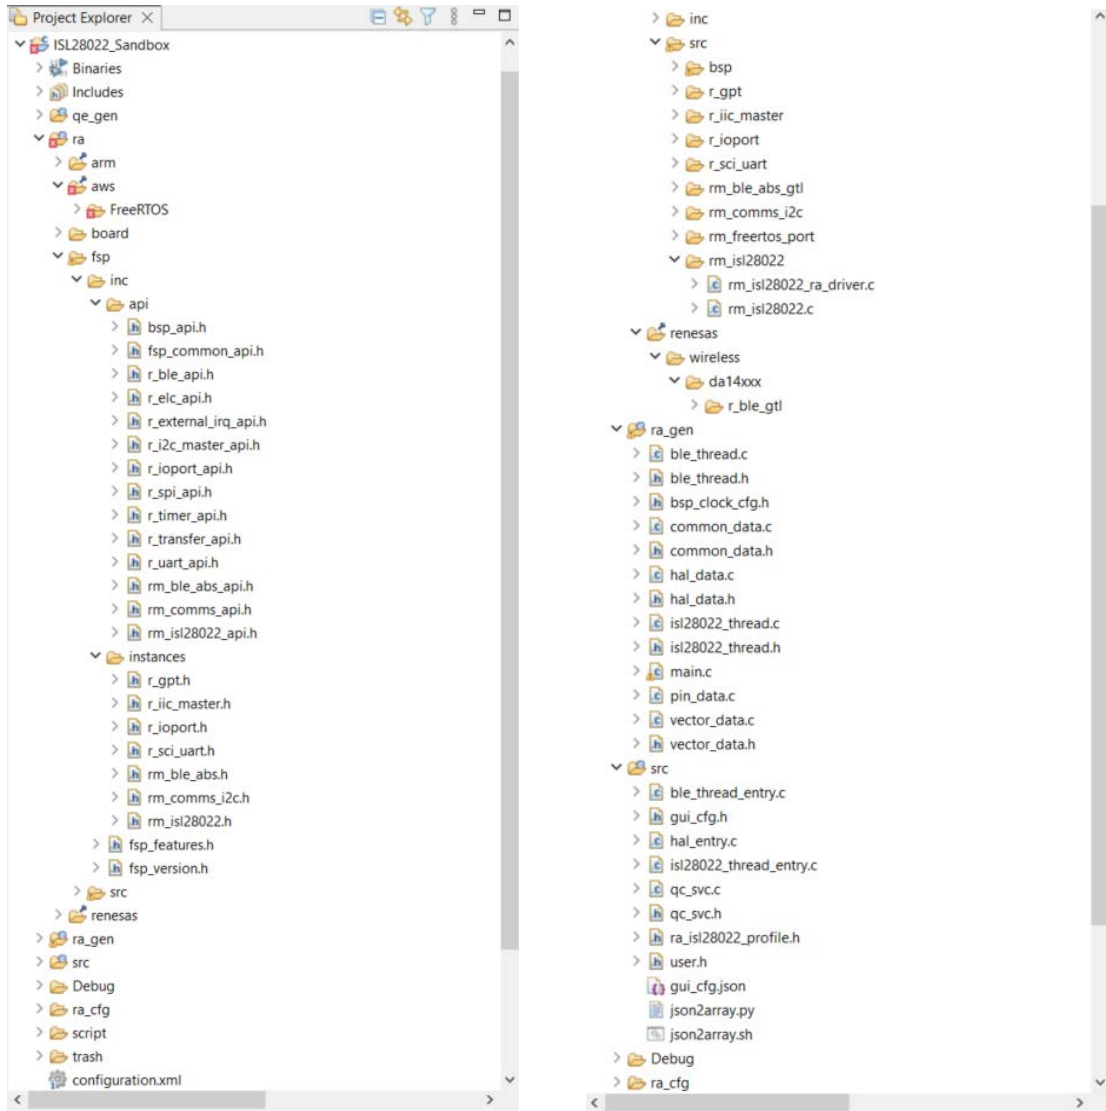 Project Explorer
ISL28022_Sandbox
Binaries
Includes
qe_gen
ra
arm
aws
FreeRTOS
board
fsp
inc
api
bsp_api.h
fsp_common_api.h
r_ble_api.h
r_elc_api.h
r_external_irq_api.h
r_i2c_master_api.h
r_ioport_api.h
r_spi_api.h
r_timer_api.h
r_transfer_api.h
r_uart_api.h
rm_ble_abs_api.h
rm_comms_api.h
rm_isl28022_api.h
instances
r_gpt.h
r_iic_master.h
r_ioport.h
r_sci_uart.h
rm_ble_abs.h
rm_comms_i2c.h
rm_isl28022.h
fsp_features.h
fsp_version.h
src
renesas
ra_gen
src
Debug
ra_cfg
script
trash
configuration.xml
inc
src
bsp
r_gpt
r_iic_master
r_ioport
r_sci_uart
rm_ble_abs_gtl
rm_comms_i2c
rm_freertos_port
rm_isl28022
rm_isl28022_ra_driver.c
rm_isl28022.c
renesas
wireless
da14xxx
r_ble_gtl
ra_gen
ble_thread.c
ble_thread.h
bsp_clock_cfg.h
common_data.c
common_data.h
hal_data.c
hal_data.h
isl28022_thread.c
isl28022_thread.h
main.c
pin_data.c
vector_data.c
vector_data.h
src
ble_thread_entry.c
gui_cfg.h
hal_entry.c
isl28022_thread_entry.c
qc_svc.c
qc_svc.h
ra_isl28022_profile.h
user.h
gui_cfg.json
json2array.py
json2array.sh
Debug
ra_cfg